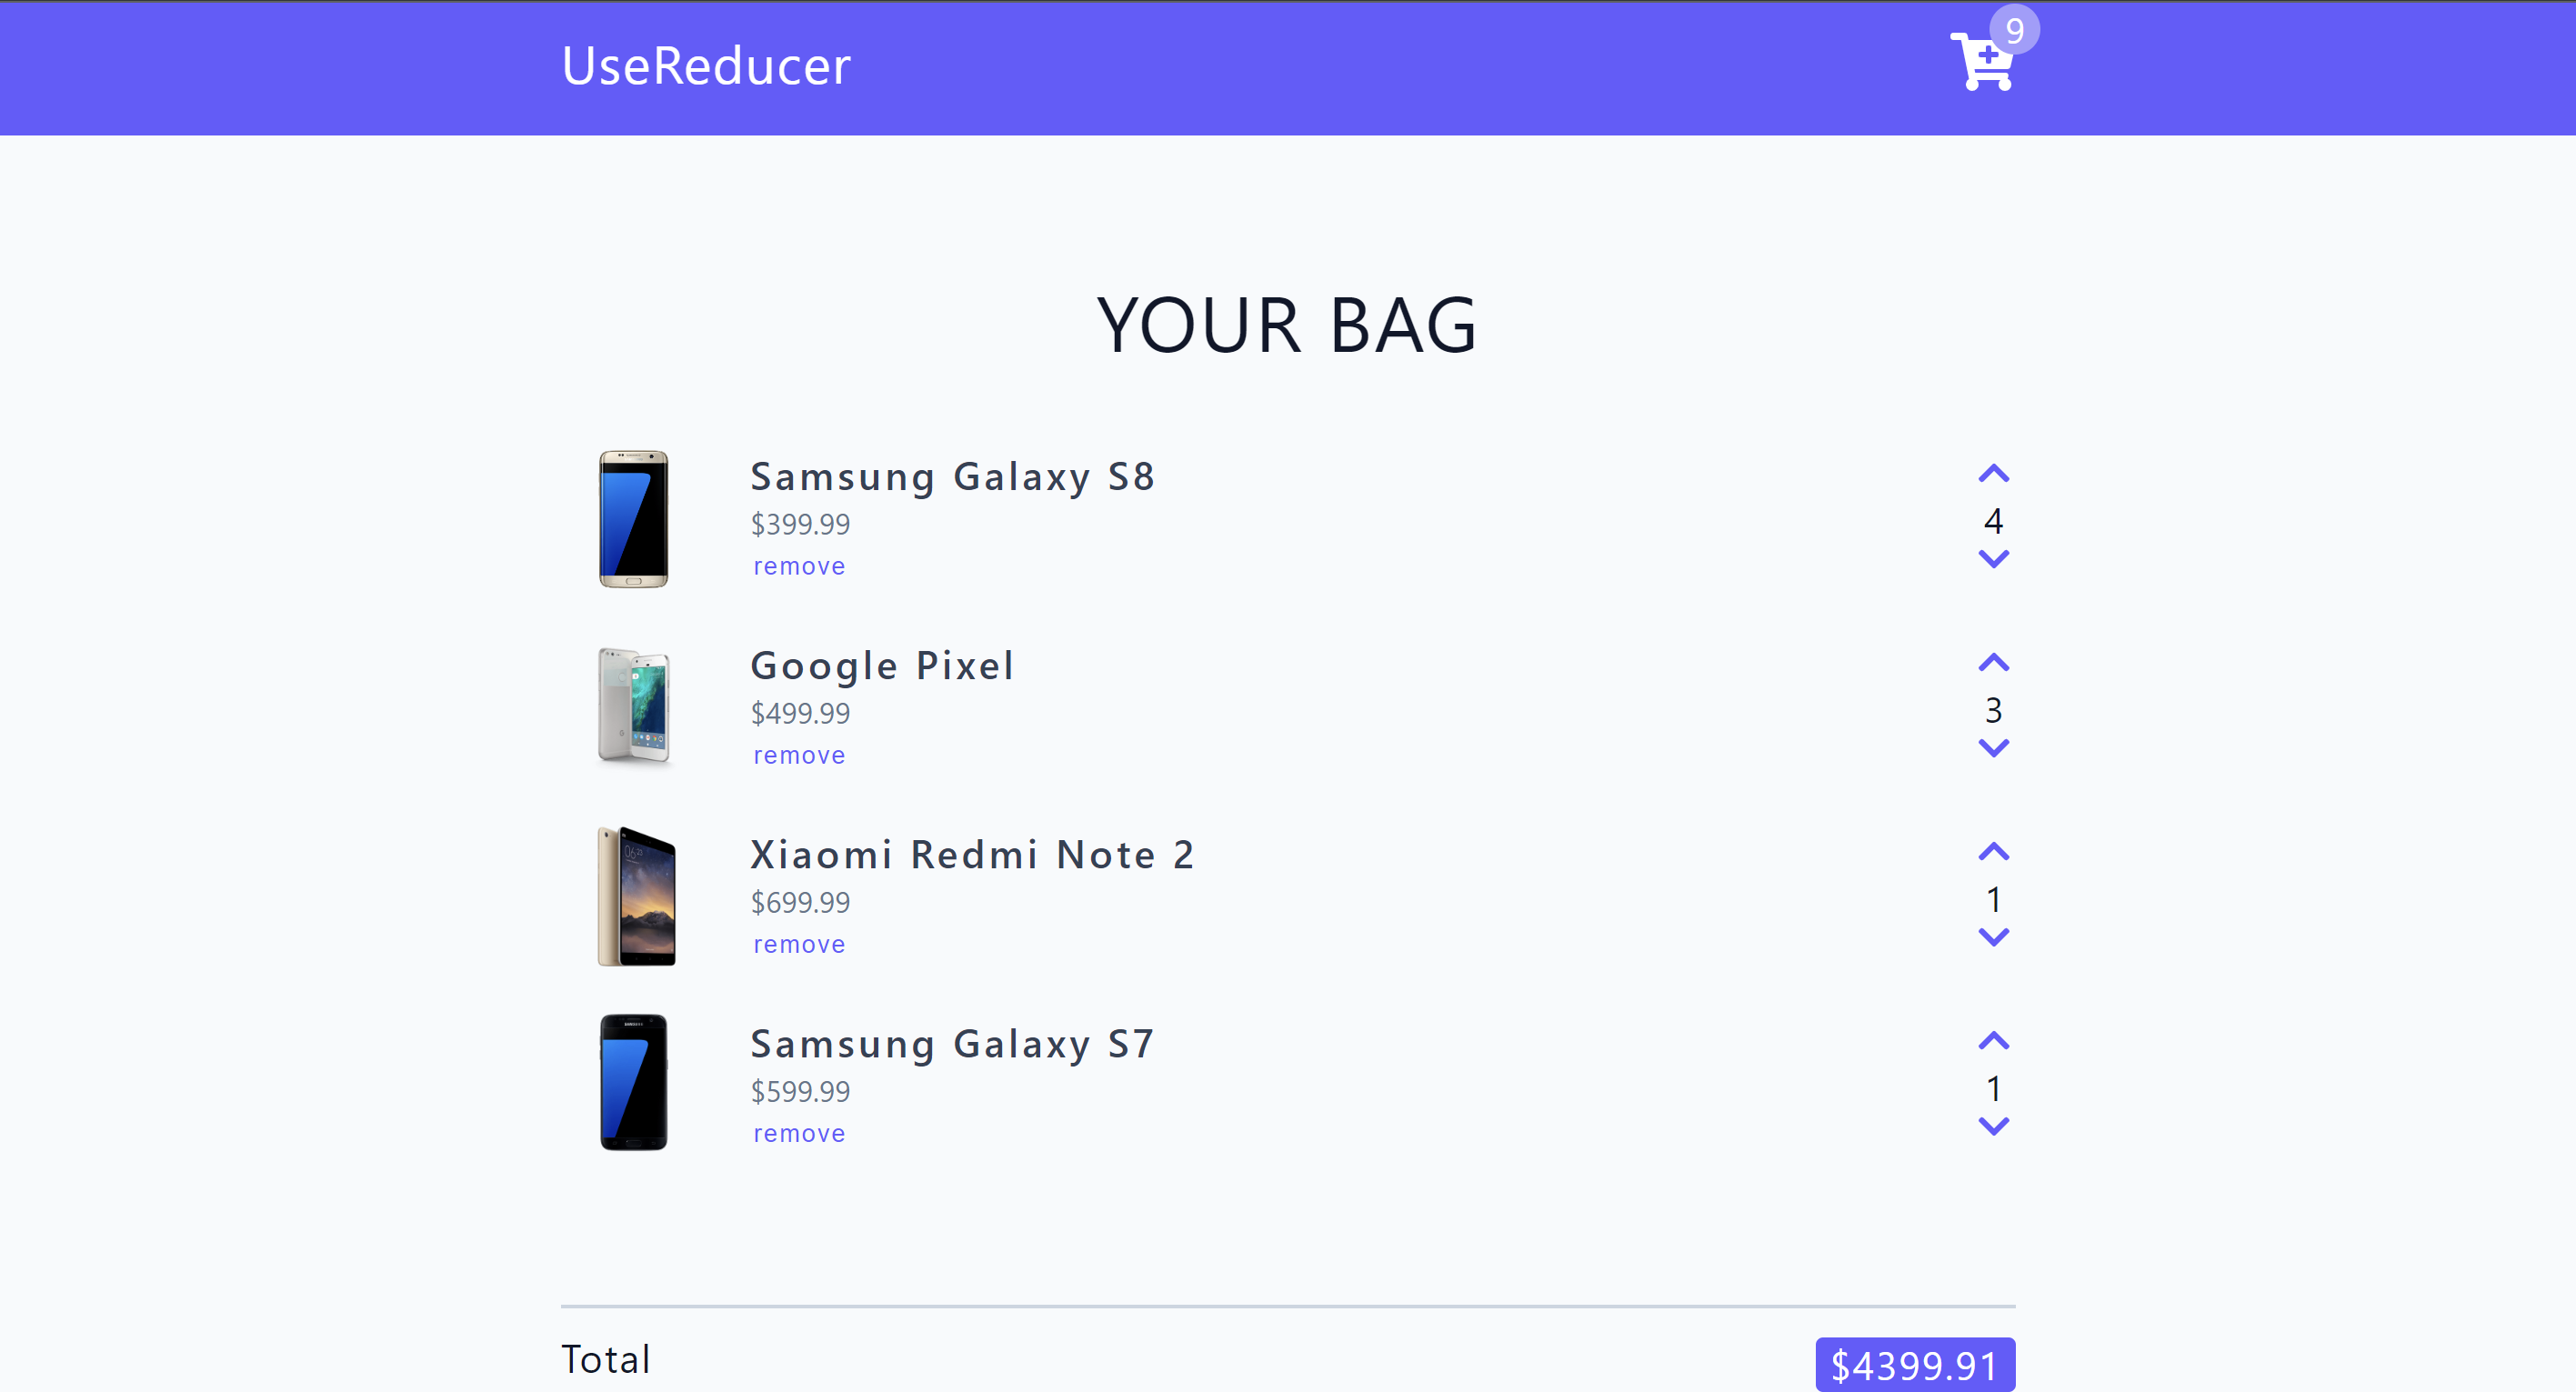 UseReducer
9
YOUR BAG
Samsung Galaxy S8
$399.99
remove
4
Google Pixel
$499.99
remove
3
Xiaomi Redmi Note 2
$699.99
remove
1
Samsung Galaxy S7
$599.99
remove
1
Total
$4399.91